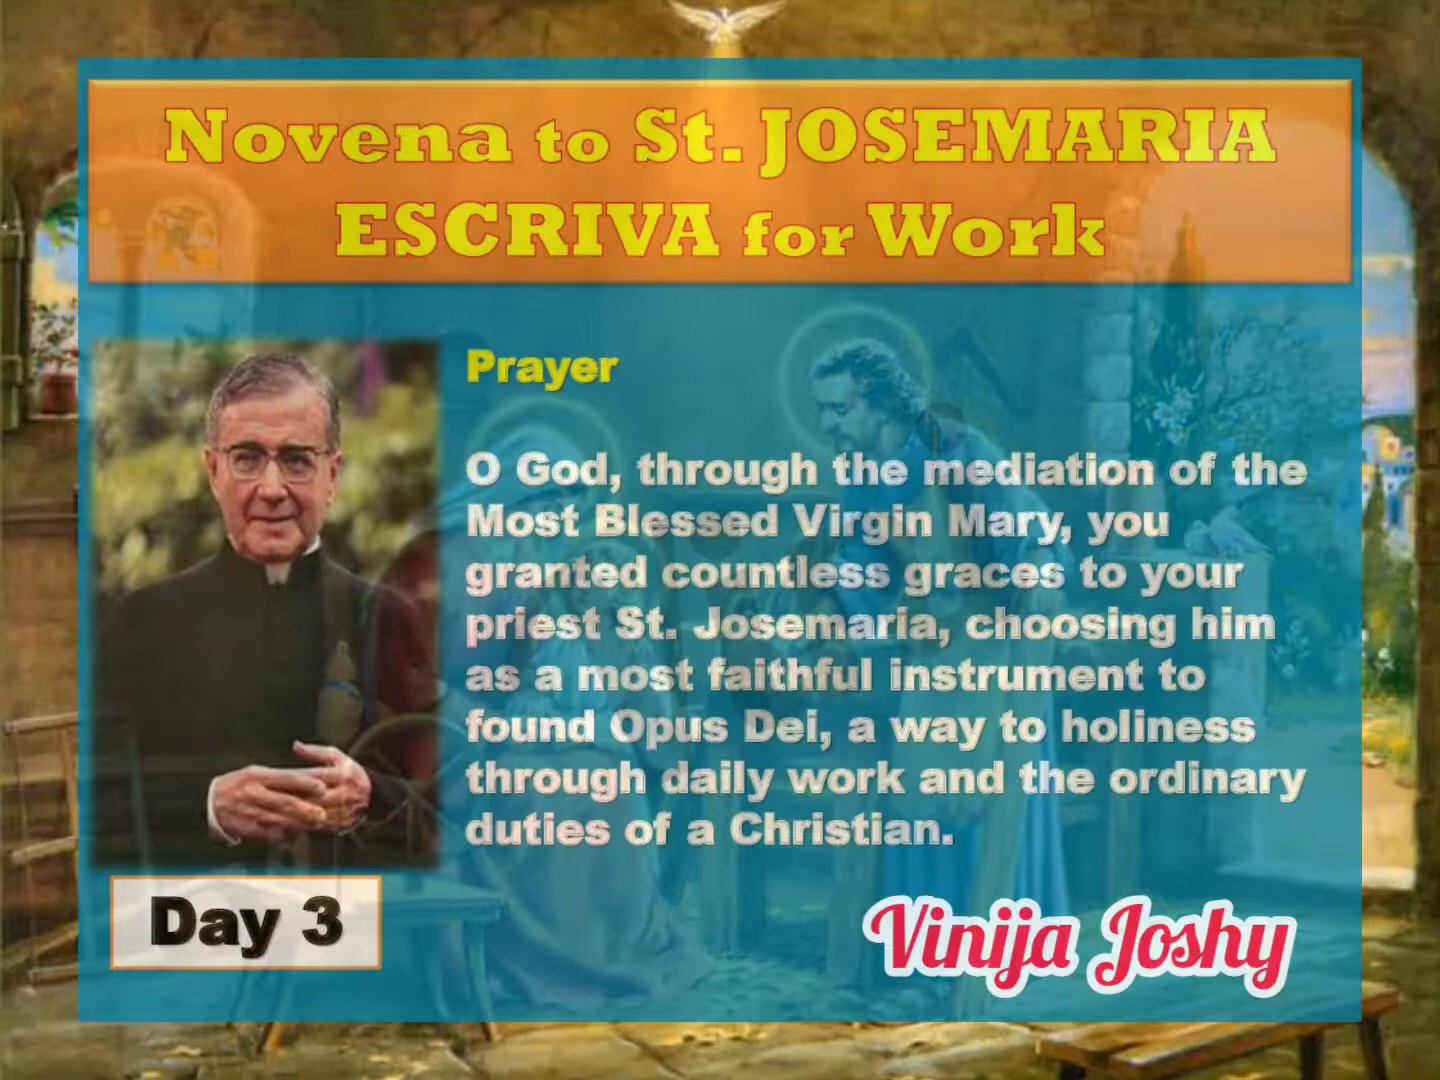 Novena to St. JOSEMARIA
ESCRIVA for Work
Prayer
O God, through the mediation of the
Most Blessed Virgin Mary, you
granted countless graces to your
priest St. Josemaria, choosing him
as a most faithful instrument to
found Opus Dei, a way to holiness
through daily work and the ordinary
duties of a Christian.
Day 3
Vinija Joshy